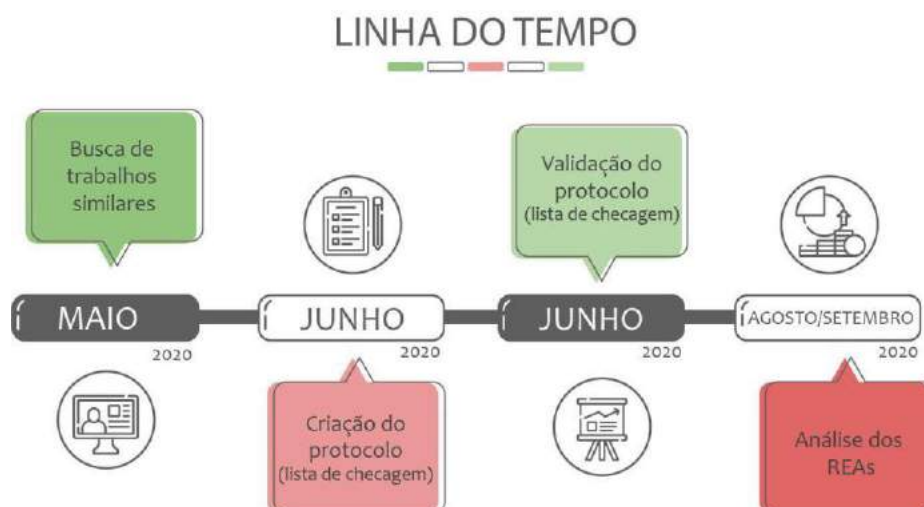 LINHA DO TEMPO
Busca de
trabalhos
similares
Validação do
protocolo
(lista de checagem)
MAIO
JUNHO
JUNHO
AGOSTO/SETEMBRO
2020
2020
2020
2020
Criação do
protocolo
(lista de checagem)
Análise dos
REAs